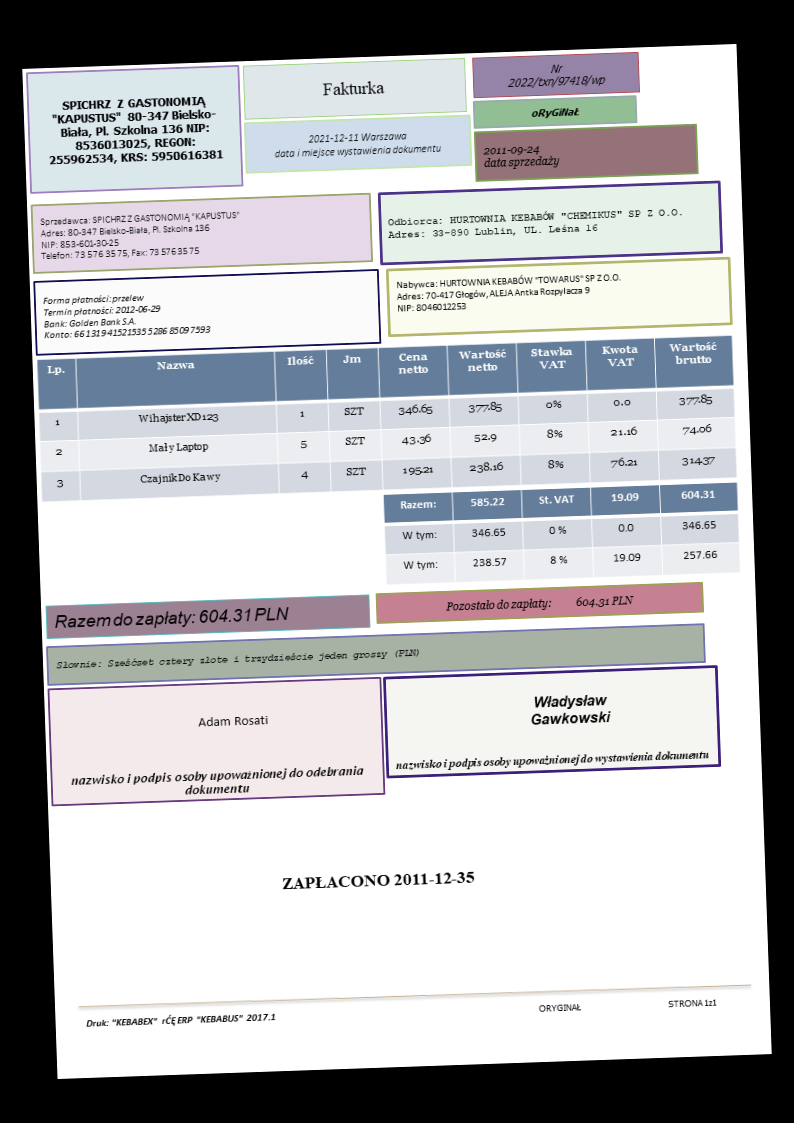 SPICHRZ Z GASTONOMIĄ
"KAPUSTUS" 80-347 Bielsko-
Biała, Pl. Szkolna 136 NIP:
8536013025, REGON:
255962534, KRS: 5950616381
Fakturka
2021-12-11 Warszawa
data i miejsce wystawienia dokumentu
Nr
2022/txn/97418/wp
oRyGiNał
2011-09-24
data sprzedaży
Sprzedawca: SPICHRZ Z GASTONOMIĄ "KAPUSTUS"
Adres: 80-347 Bielsko-Biała, Pl. Szkolna 136
NIP: 853-601-30-25
Telefon: 73 576 35 75, Fax: 73 576 35 75
Odbiorca: HURTOWNIA KEBABÓW "CHEMIKUS" SP Z O.O.
Adres: 33-890 Lublin, UL. Leśna 16
Forma płatności: przelew
Termin płatności: 2012-06-29
Bank: Golden Bank S.A.
Konto: 66 1319 4152 1535 5286 8509 7593
Nabywca: HURTOWNIA KEBABÓW "TOWARUS" SP Z O.O.
Adres: 70-417 Głogów, ALEJA Antka Rozpylacza 9
NIP: 8046012253
Lp. Nazwa Ilość Jm Cena netto Wartość netto Stawka VAT Kwota VAT Wartość brutto
1 Wihajster XD123 1 SZT 346.65 377.85 0% 0.0 377.85
2 Mały Laptop 5 SZT 43.36 52.9 8% 21.16 74.06
3 Czajnik Do Kawy 4 SZT 195.21 238.16 8% 76.21 314.37
Razem: 585.22 St. VAT 19.09 604.31
W tym: 346.65 0 % 0.0 346.65
W tym: 238.57 8 % 19.09 257.66
Razem do zapłaty: 604.31 PLN
Pozostało do zapłaty: 604.31 PLN
Słownie: Sześćset cztery złote i trzydzieście jeden groszy (PLN)
Adam Rosati
nazwisko i podpis osoby upoważnionej do odebrania
dokumentu
Władysław
Gawkowski
nazwisko i podpis osoby upoważnionej do wystawienia dokumentu
ZAPŁACONO 2011-12-35
Druk: "KEBABEX" rĆĘ ERP "KEBABUS" 2017.1
ORYGINAŁ
STRONA 1z1